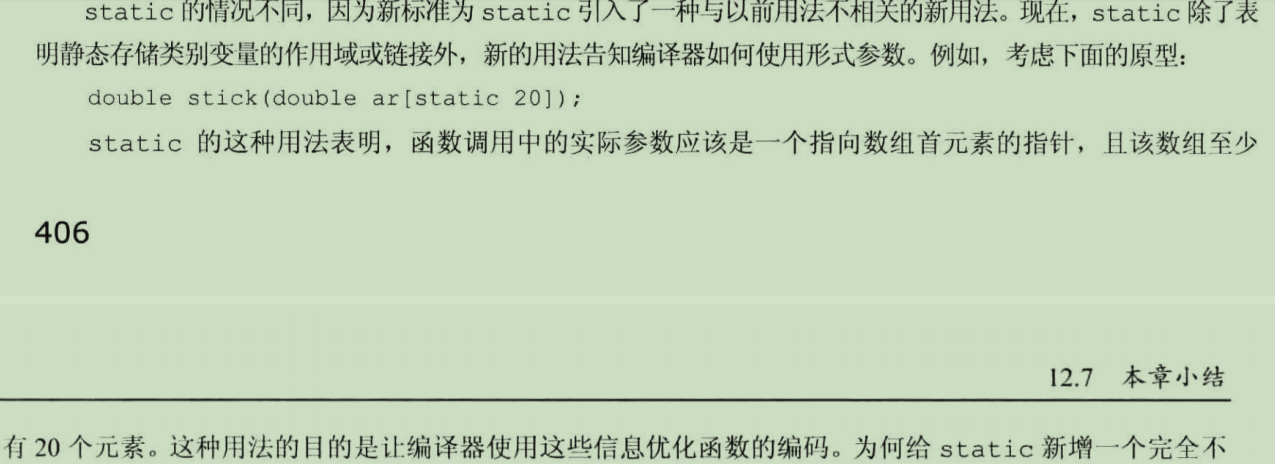 static 的情况不同，因为新标准为 static 引入了一种与以前用法不相关的新用法。现在，static 除了表
明静态存储类别变量的作用域或链接外，新的用法告知编译器如何使用形式参数。例如，考虑下面的原型：
double stick(double ar[static 20]);
static 的这种用法表明，函数调用中的实际参数应该是一个指向数组首元素的指针，且该数组至少
406
12.7 本章小结
有 20 个元素。这种用法的目的是让编译器使用这些信息优化函数的编码。为何给 static 新增一个完全不